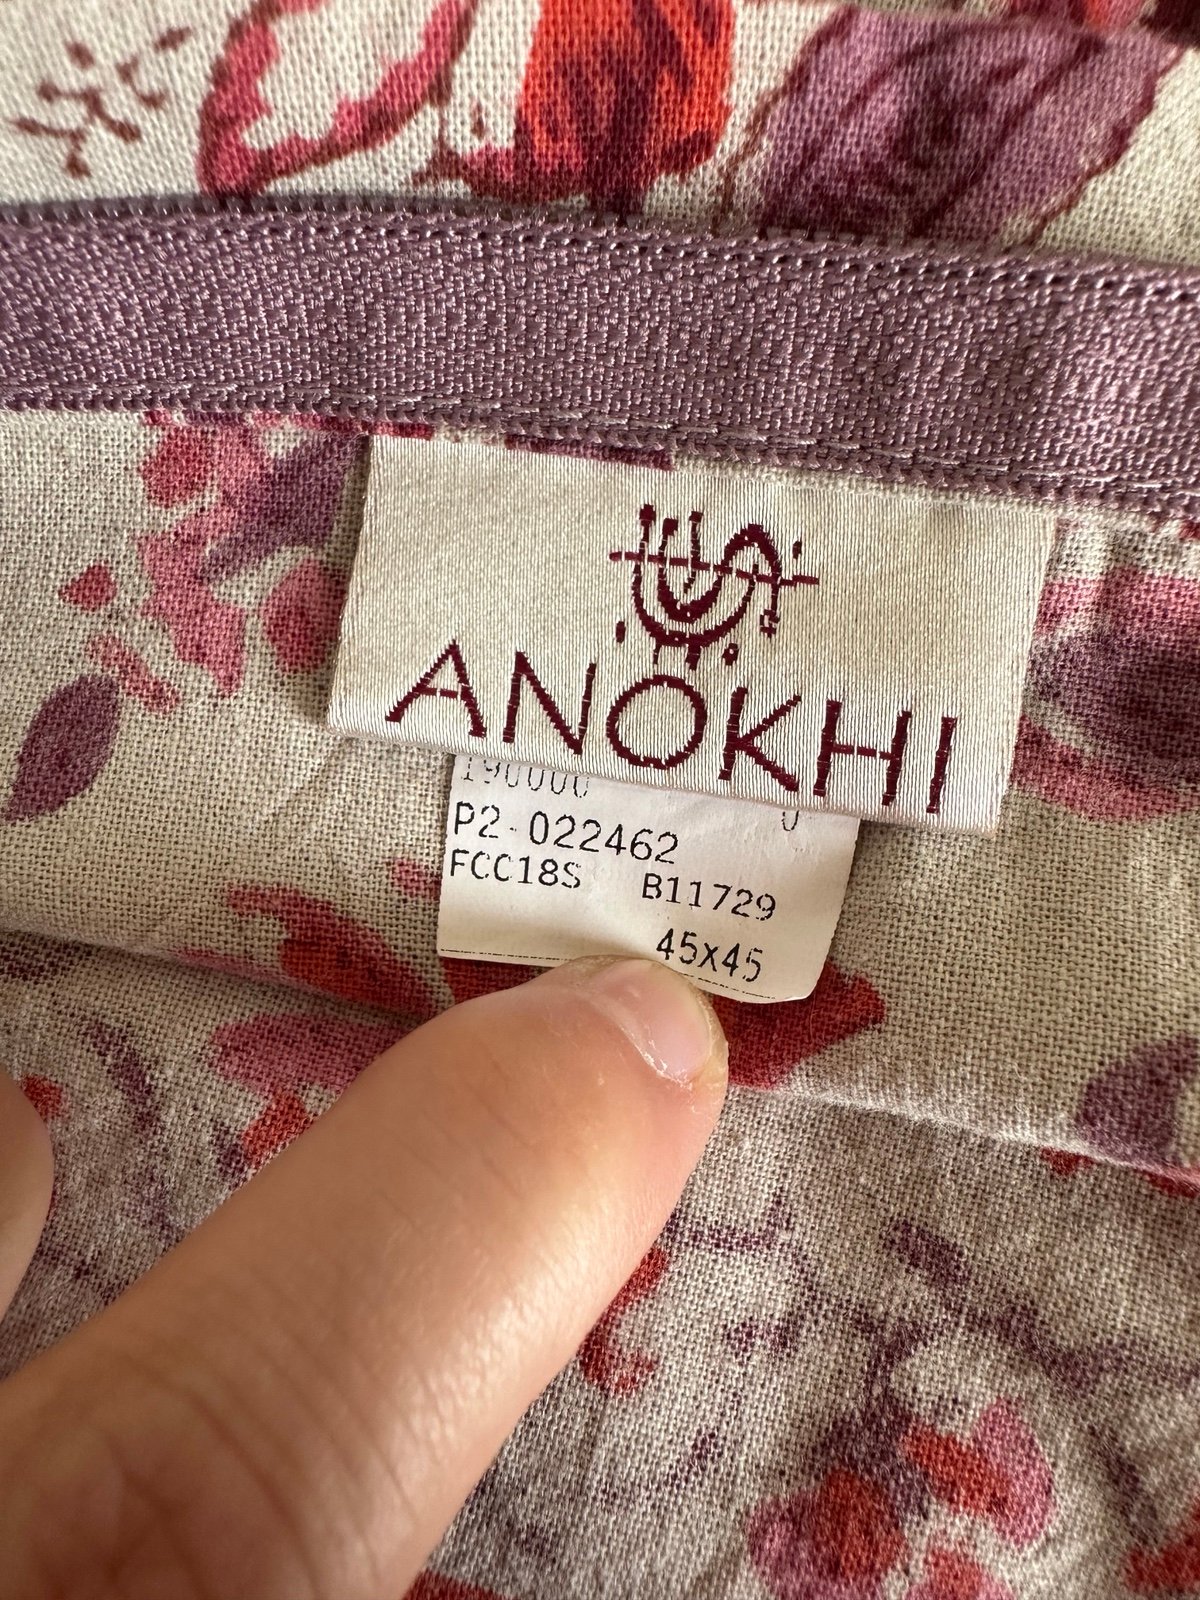 ANOKHI
P2-022462
FCC18S B11729
45x45